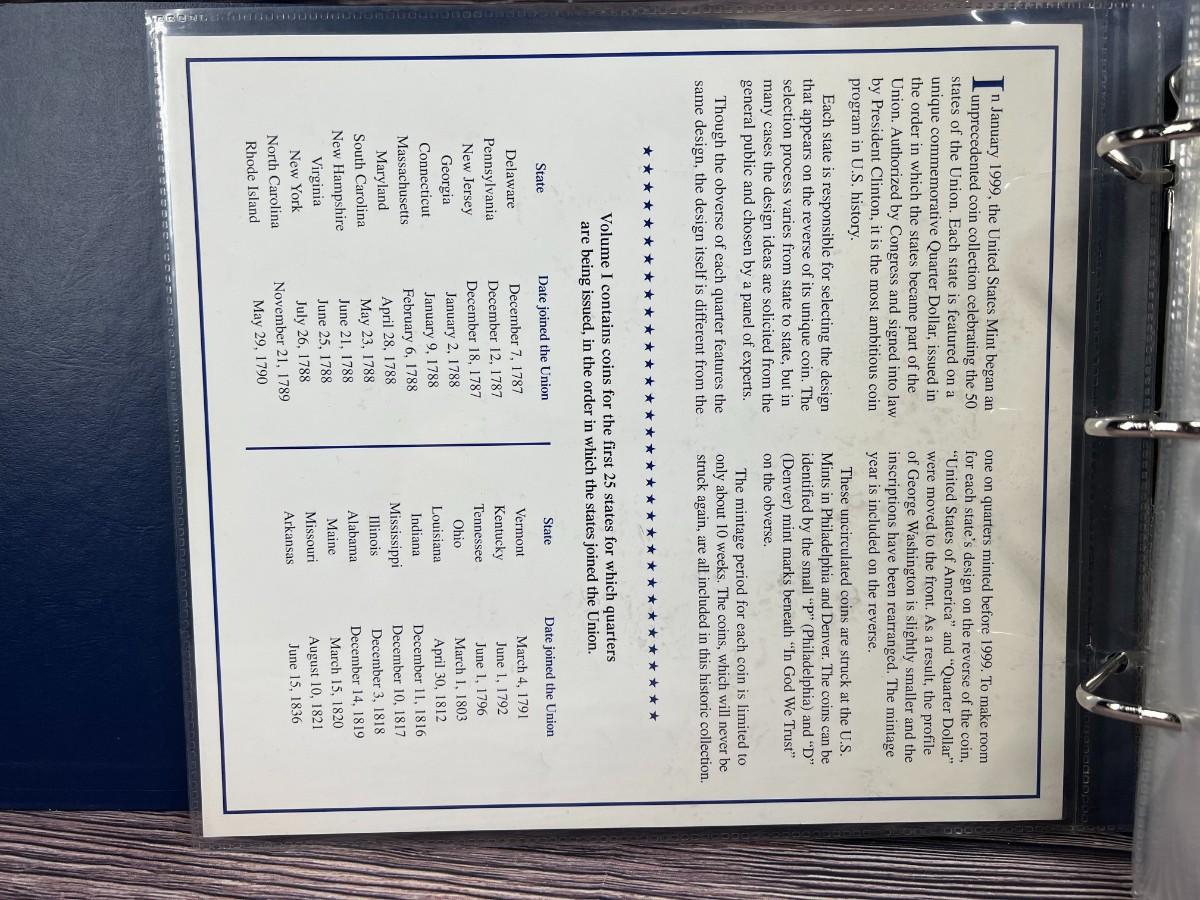 In January 1999, the United States Mint began an
unprecedented coin collection celebrating the 50
states of the Union. Each state is featured on a
unique commemorative Quarter Dollar, issued in
the order in which the states became part of the
Union. Authorized by Congress and signed into law
by President Clinton, it is the most ambitious coin
program in U.S. history.
Each state is responsible for selecting the design
that appears on the reverse of its unique coin. The
selection process varies from state to state, but in
many cases the design ideas are solicited from the
general public and chosen by a panel of experts.
Though the obverse of each quarter features the
same design, the design itself is different from the
one on quarters minted before 1999. To make room
for each state's design on the reverse of the coin,
"United States of America" and "Quarter Dollar"
were moved to the front. As a result, the profile
of George Washington is slightly smaller and the
inscriptions have been rearranged. The mintage
year is included on the reverse.
These uncirculated coins are struck at the U.S.
Mints in Philadelphia and Denver. The coins can be
identified by the small "P" (Philadelphia) and "D"
(Denver) mint marks beneath "In God We Trust"
on the obverse.
The mintage period for each coin is limited to
only about 10 weeks. The coins, which will never be
struck again, are all included in this historic collection.
Volume I contains coins for the first 25 states for which quarters
are being issued, in the order in which the states joined the Union.
State Date joined the Union
Delaware December 7, 1787
Pennsylvania December 12, 1787
New Jersey December 18, 1787
Georgia January 2, 1788
Connecticut January 9, 1788
Massachusetts February 6, 1788
Maryland April 28, 1788
South Carolina May 23, 1788
New Hampshire June 21, 1788
Virginia June 25, 1788
New York July 26, 1788
North Carolina November 21, 1789
Rhode Island May 29, 1790
State Date joined the Union
Vermont March 4, 1791
Kentucky June 1, 1792
Tennessee June 1, 1796
Ohio March 1, 1803
Louisiana April 30, 1812
Indiana December 11, 1816
Mississippi December 10, 1817
Illinois December 3, 1818
Alabama December 14, 1819
Maine March 15, 1820
Missouri August 10, 1821
Arkansas June 15, 1836